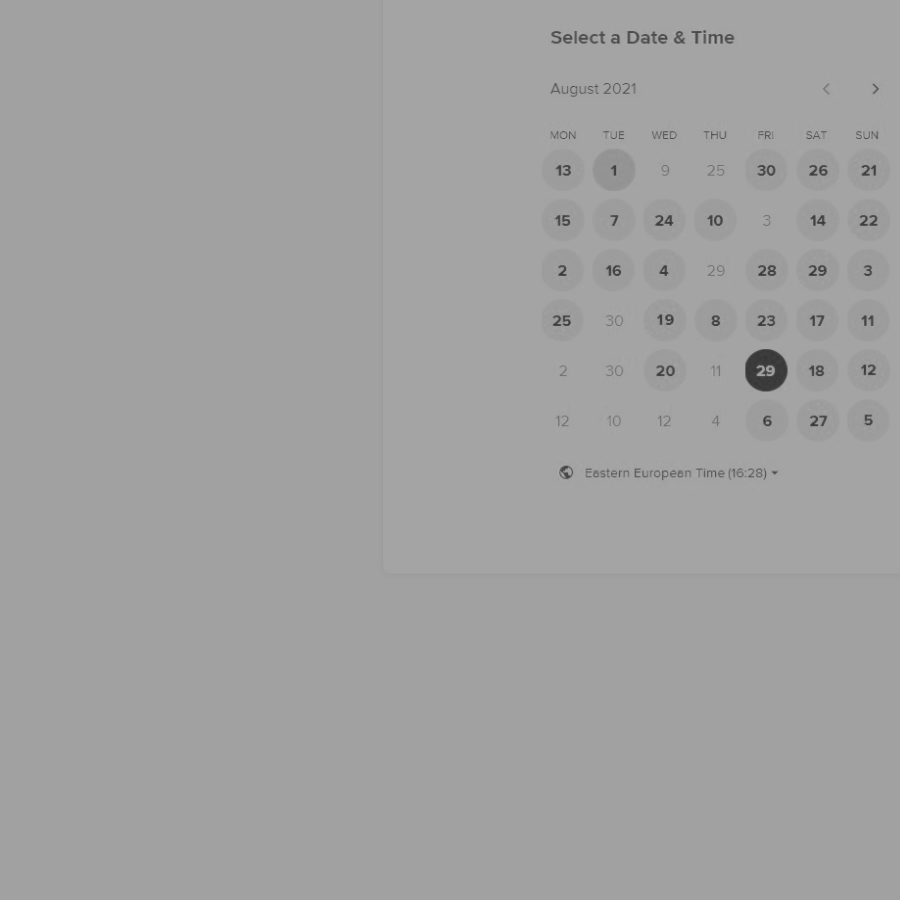 Select a Date & Time
August 2021
MON TUE WED THU FRI SAT SUN
13 1 9 25 30 26 21
15 7 24 10 3 14 22
2 16 4 29 28 29 3
25 30 19 8 23 17 11
2 30 20 11 29 18 12
12 10 12 4 6 27 5
Eastern European Time (16:28)